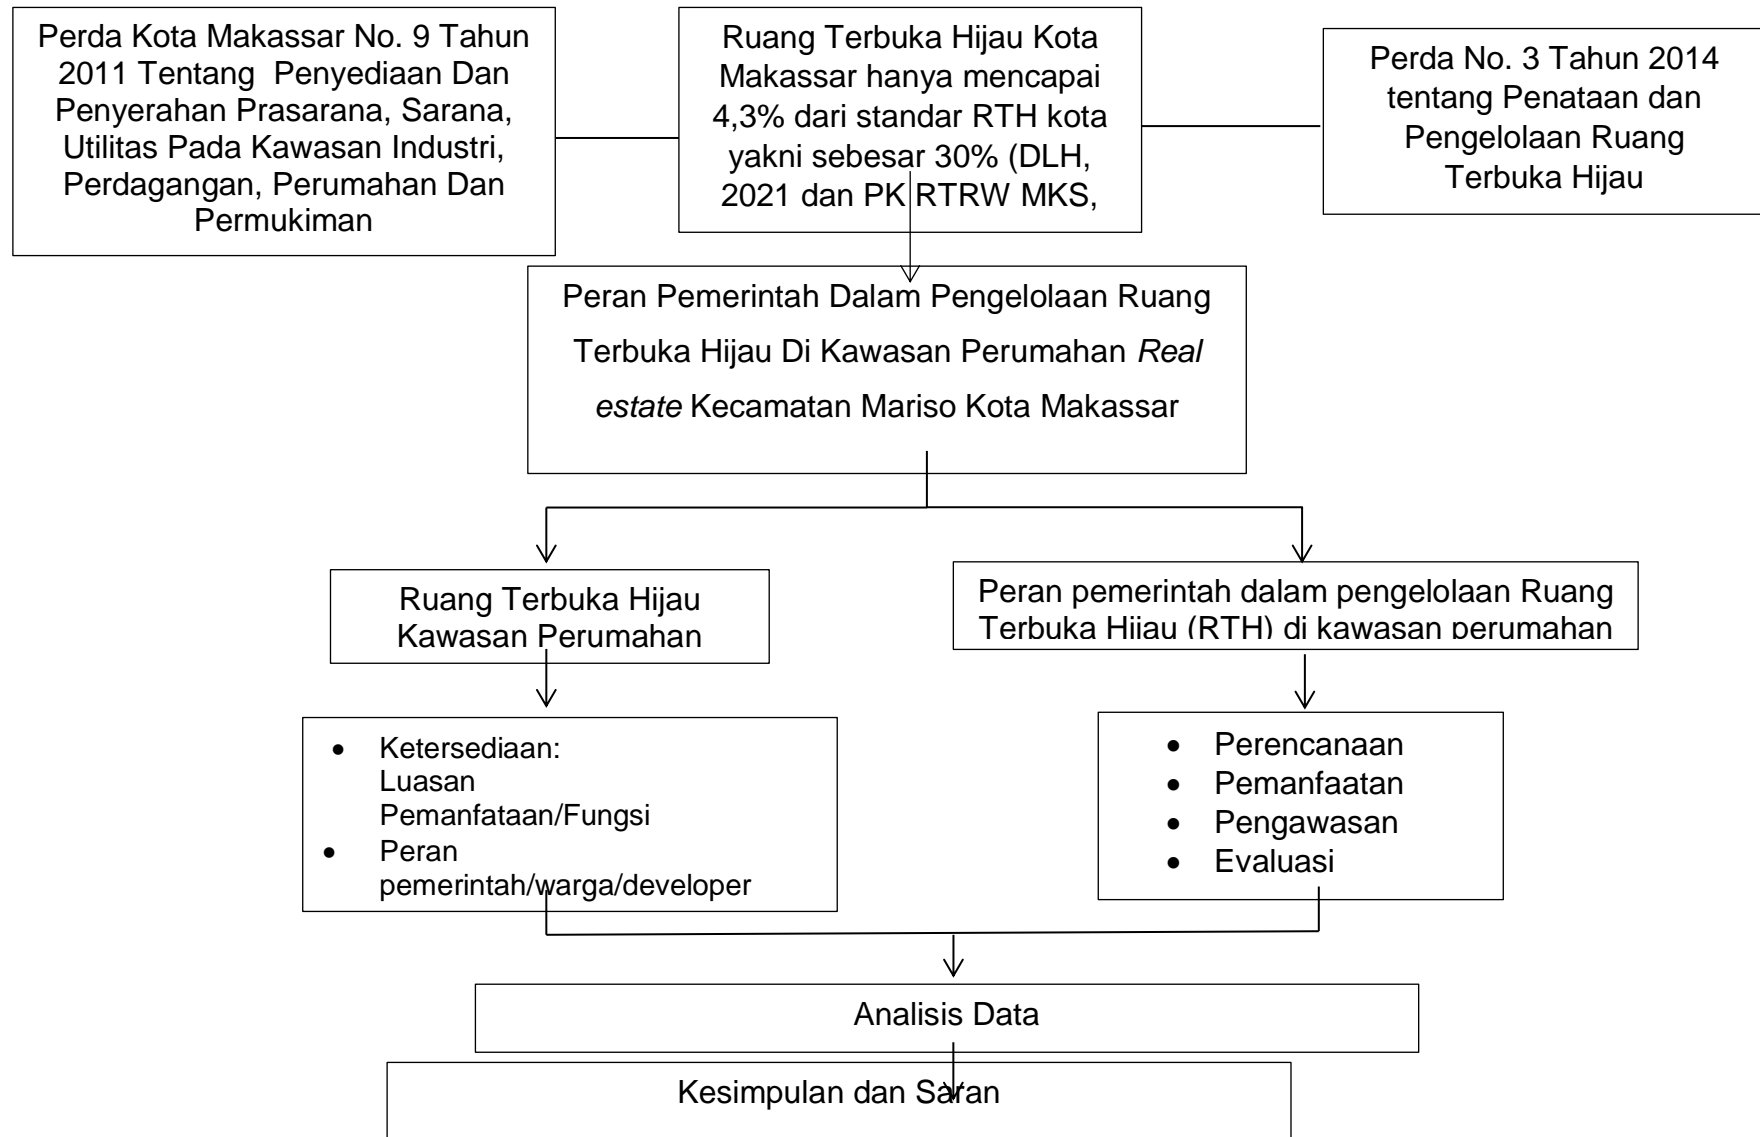 Perda Kota Makassar No. 9 Tahun
2011 Tentang Penyediaan Dan
Penyerahan Prasarana, Sarana,
Utilitas Pada Kawasan Industri,
Perdagangan, Perumahan Dan
Permukiman
Ruang Terbuka Hijau Kota
Makassar hanya mencapai
4,3% dari standar RTH kota
yakni sebesar 30% (DLH,
2021 dan PK RTRW MKS,
Perda No. 3 Tahun 2014
tentang Penataan dan
Pengelolaan Ruang
Terbuka Hijau
Peran Pemerintah Dalam Pengelolaan Ruang
Terbuka Hijau Di Kawasan Perumahan Real
estate Kecamatan Mariso Kota Makassar
Ruang Terbuka Hijau
Kawasan Perumahan
Peran pemerintah dalam pengelolaan Ruang
Terbuka Hijau (RTH) di kawasan perumahan
• Ketersediaan:
Luasan
Pemanfataan/Fungsi
• Peran
pemerintah/warga/developer
• Perencanaan
• Pemanfaatan
• Pengawasan
• Evaluasi
Analisis Data
Kesimpulan dan Saran